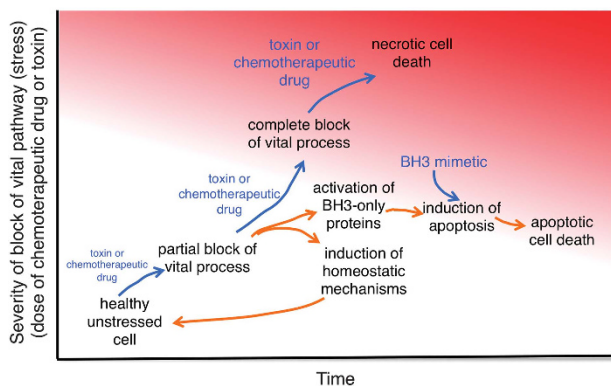 Severity of block of vital pathway (stress)
(dose of chemoterapeutic drug or toxin)
toxin or
chemotherapeutic
drug
necrotic cell
death
complete block
of vital process
toxin or
chemotherapeutic
drug
BH3 mimetic
activation of
BH3-only
proteins
induction of
apoptosis
apoptotic
cell death
partial block of
vital process
induction of
homeostatic
mechanisms
toxin or
chemotherapeutic
drug
healthy
unstressed
cell
Time